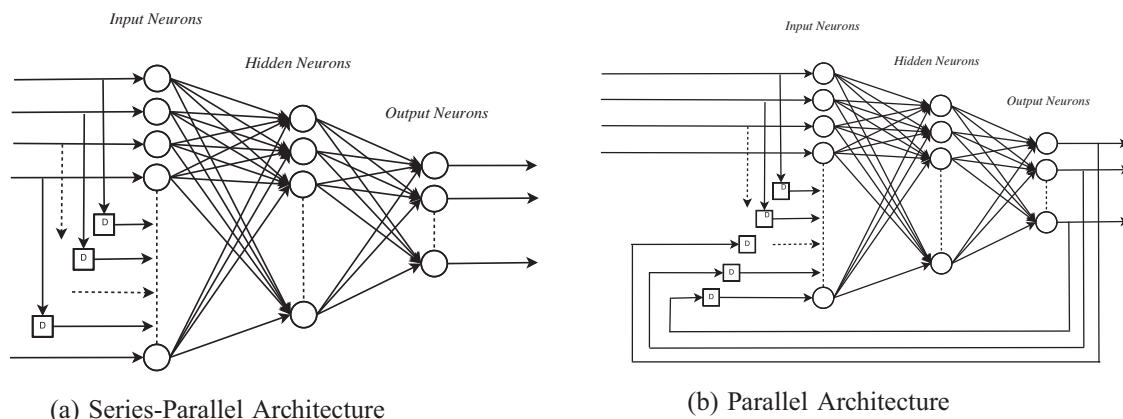 Input Neurons
Hidden Neurons
Output Neurons
D
D
D
(a) Series-Parallel Architecture
Input Neurons
Hidden Neurons
Output Neurons
D
D
D
D
D
(b) Parallel Architecture